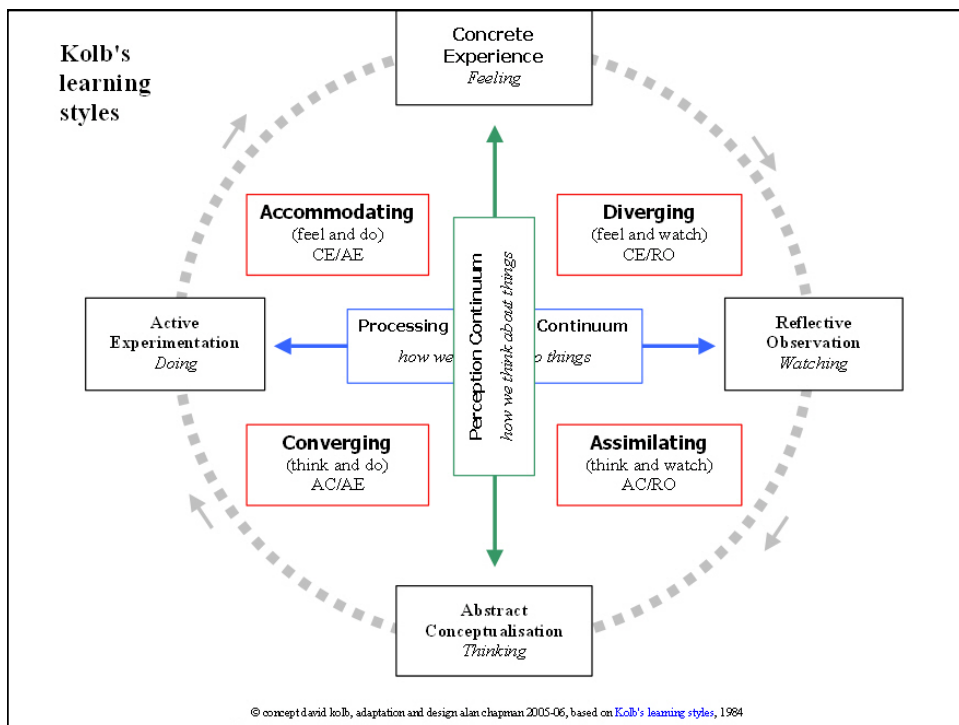 Kolb's
learning
styles
Concrete
Experience
Feeling
Accommodating
(feel and do)
CE/AE
Diverging
(feel and watch)
CE/RO
Active
Experimentation
Doing
Processing Continuum
how we o things
Perception Continuum
how we think about things
Reflective
Observation
Watching
Converging
(think and do)
AC/AE
Assimilating
(think and watch)
AC/RO
Abstract
Conceptualisation
Thinking
© concept david kolb, adaptation and design alan chapman 2005-06, based on Kolb's learning styles, 1984